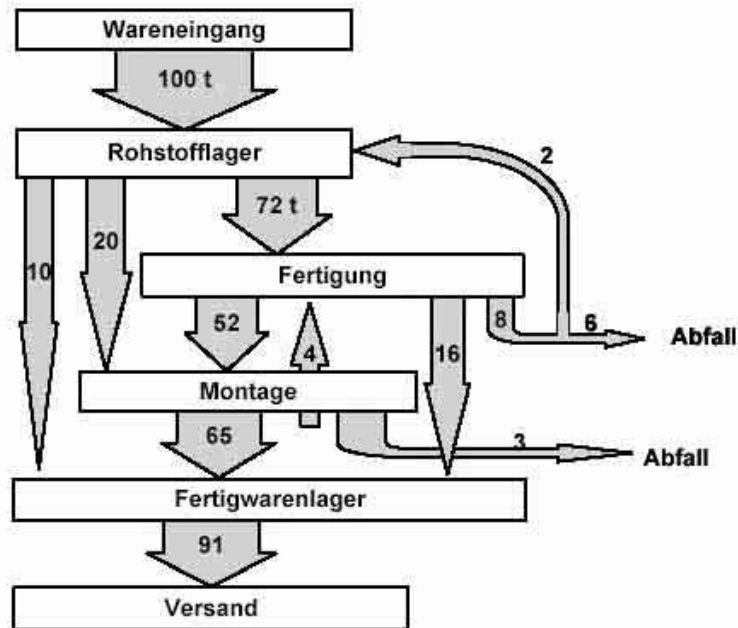 Wareneingang
100 t
Rohstofflager
2
72 t
20
10
Fertigung
52
4
16
8
6
Abfall
Montage
65
3
Abfall
Fertigwarenlager
91
Versand